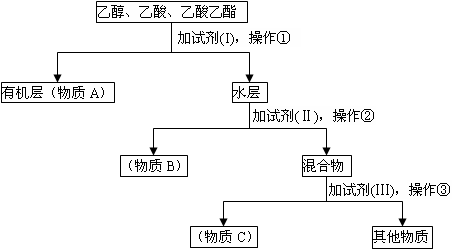 乙醇、乙酸、乙酸乙酯
加试剂(I)，操作①
有机层（物质A）
水层
加试剂(Ⅱ)，操作②
（物质B）
混合物
加试剂(III)，操作③
（物质C）
其他物质